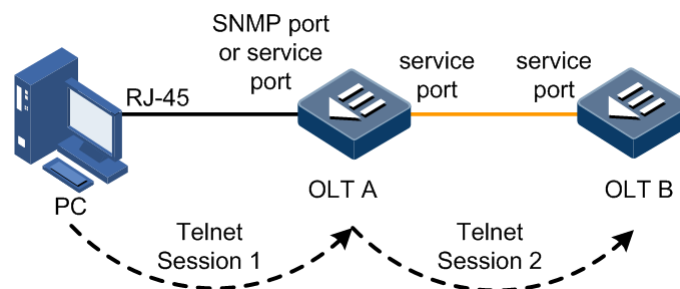 SNMP port
or service
port
RJ-45
service
port
service
port
PC
OLT A
OLT B
Telnet
Session 1
Telnet
Session 2